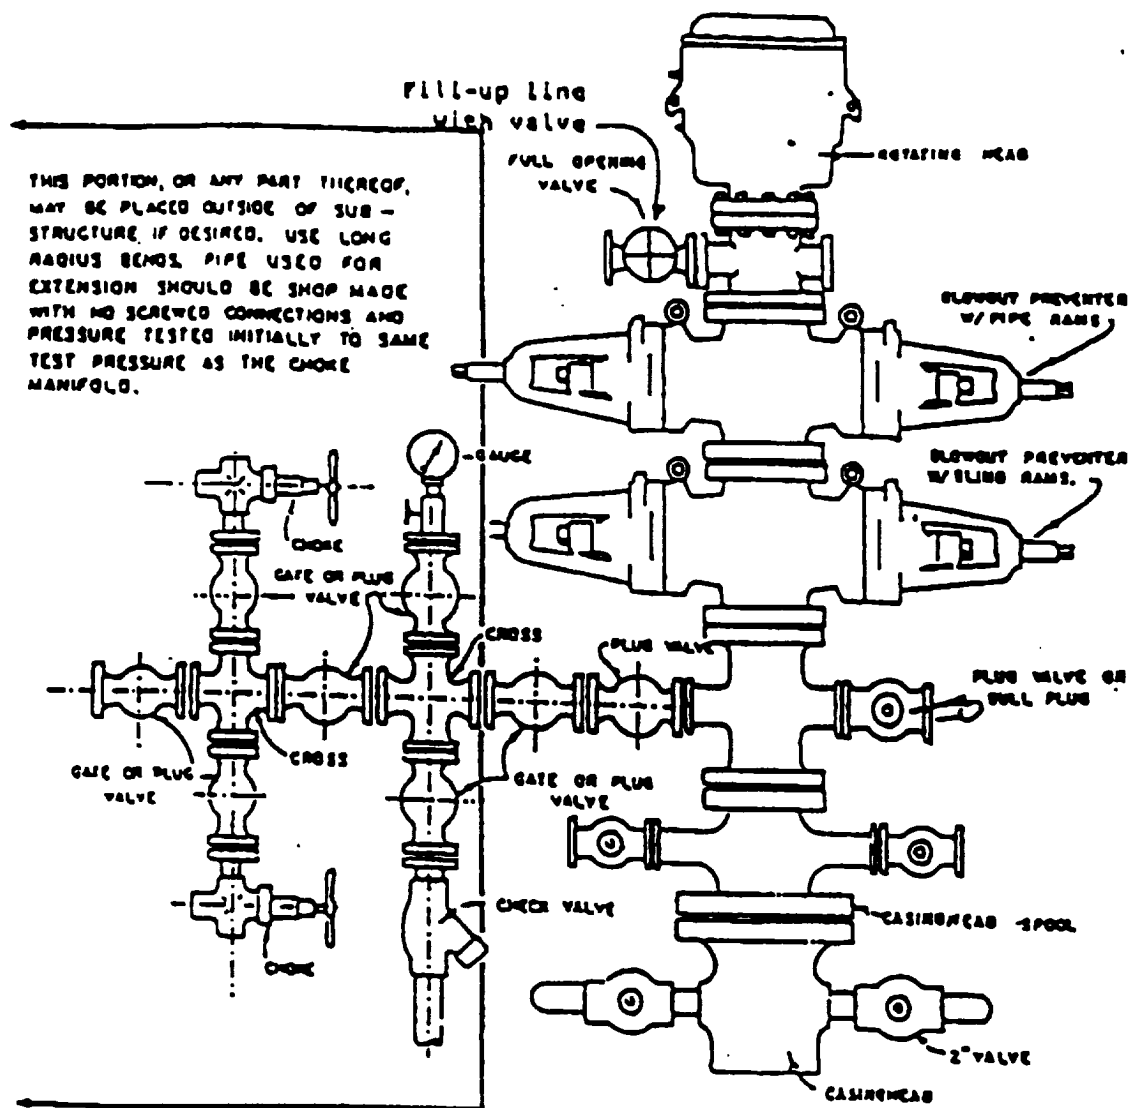 Fill-up line
with valve
FULL OPENING
VALVE
ROTATING HEAD
THIS PORTION, OR ANY PART THEREOF,
MAY BE PLACED OUTSIDE OF SUB-
STRUCTURE IF DESIRED. USE LONG
RADIUS BENDS. PIPE USED FOR
EXTENSION SHOULD BE SHOP MADE
WITH NO SCREWED CONNECTIONS AND
PRESSURE TESTED INITIALLY TO SAME
TEST PRESSURE AS THE CHOKE
MANIFOLD.
BLOWOUT PREVENTER
W/PIPE RAMS
GAUGE
BLOWOUT PREVENTER
W/BLIND RAMS.
CHOKE
GATE OR PLUG
VALVE
CROSS
PLUG VALVE
PLUG VALVE OR
BULL PLUG
CROSS
GATE OR PLUG
VALVE
GATE OR PLUG
VALVE
CHECK VALVE
CASINGHEAD SPOOL
CHOKE
2" VALVE
CASINGHEAD